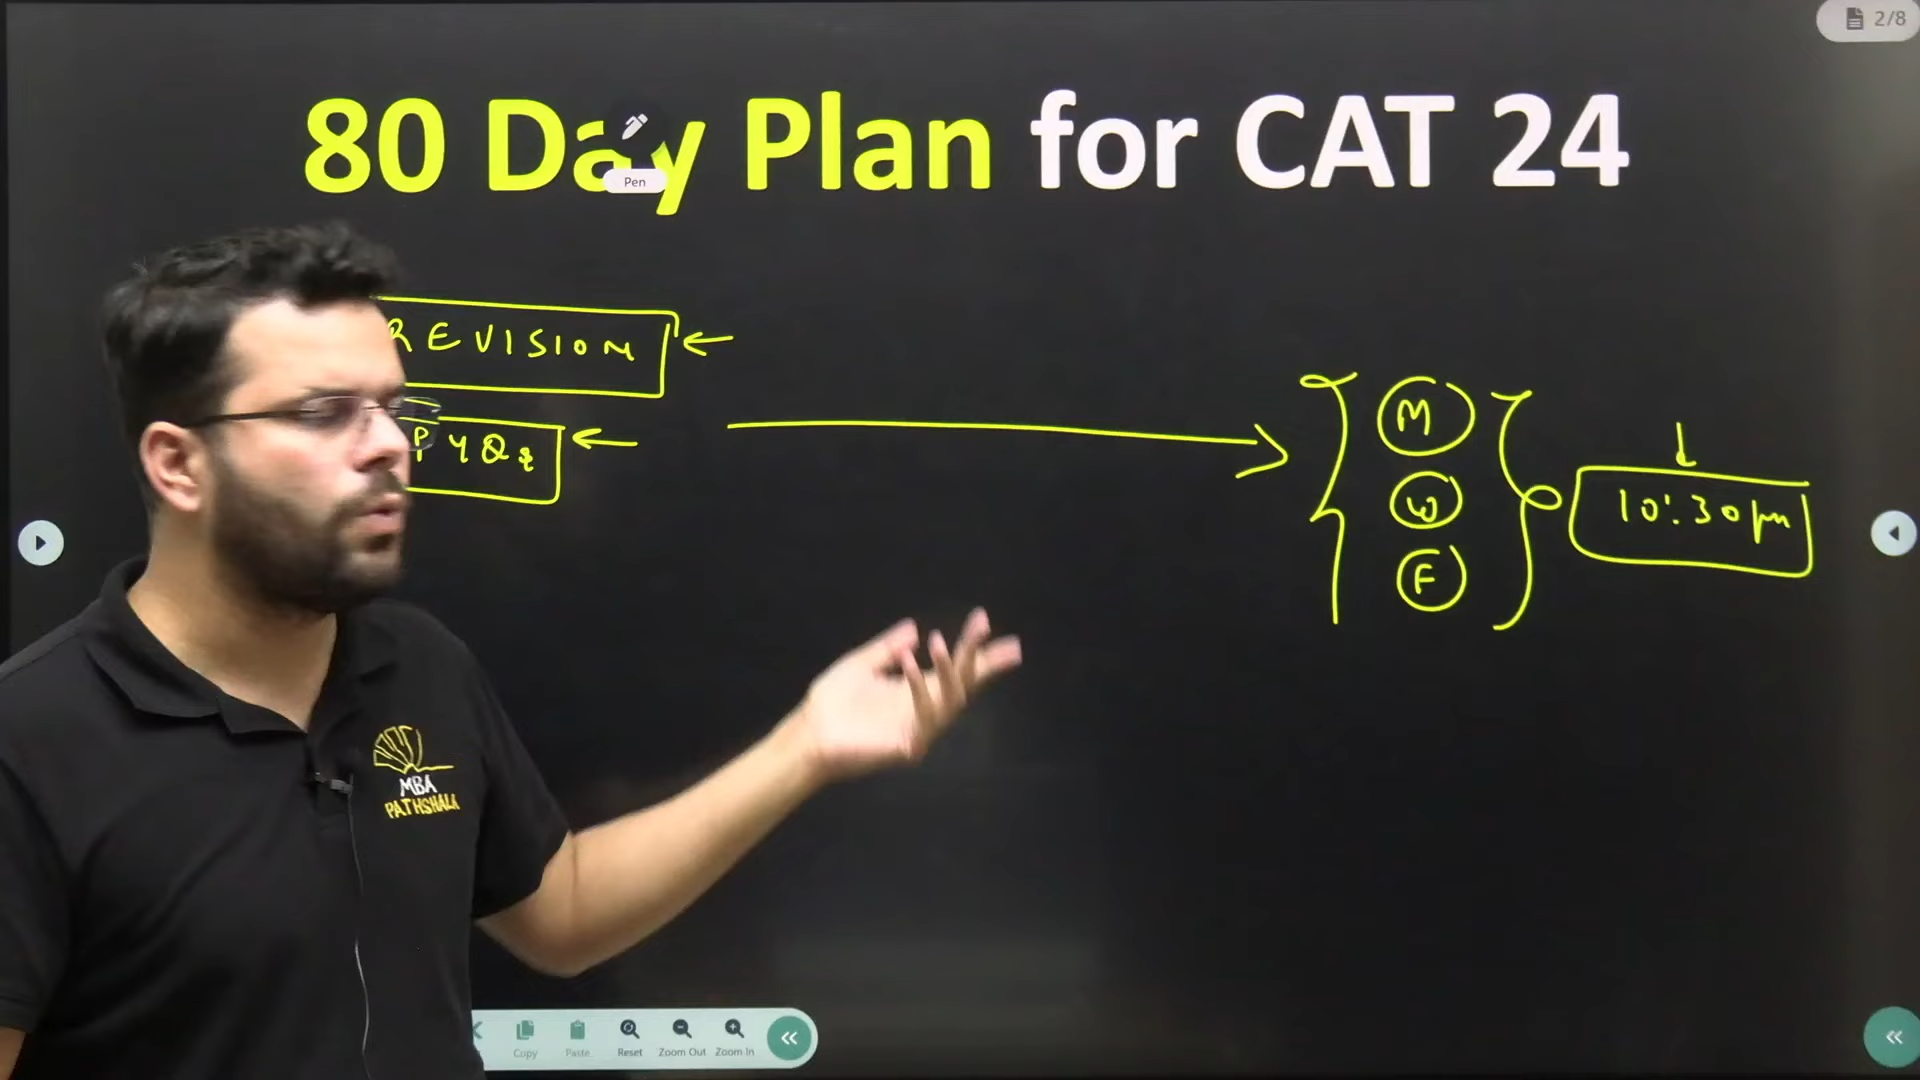 2/8
80 Day Plan for CAT 24
Pen
REVISION
PYQs
M
W
F
10:30pm
MBA
PATHSHALA
Copy
Paste
Reset
Zoom Out
Zoom In